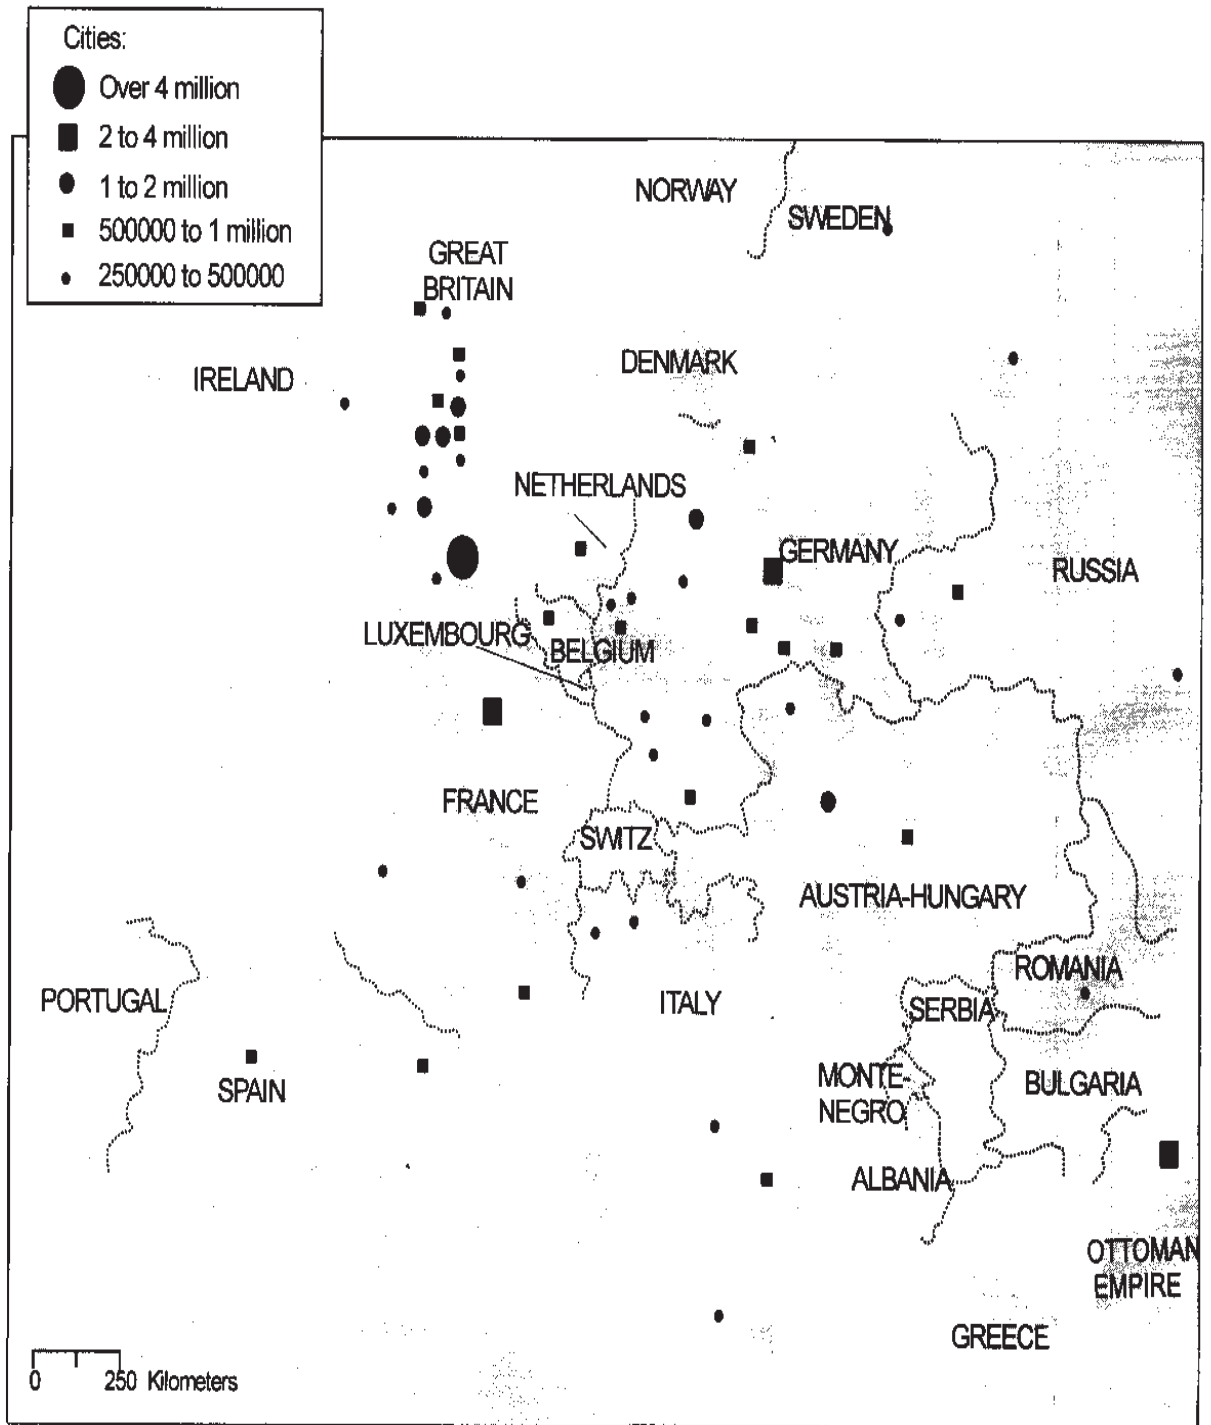 Cities:
Over 4 million
2 to 4 million
1 to 2 million
500000 to 1 million
250000 to 500000
NORWAY
SWEDEN
GREAT
BRITAIN
DENMARK
IRELAND
NETHERLANDS
GERMANY
RUSSIA
LUXEMBOURG
BELGIUM
FRANCE
SWITZ
AUSTRIA-HUNGARY
ROMANIA
PORTUGAL
ITALY
SERBIA
SPAIN
MONTE
NEGRO
BULGARIA
ALBANIA
OTTOMAN
EMPIRE
GREECE
0 250 Kilometers